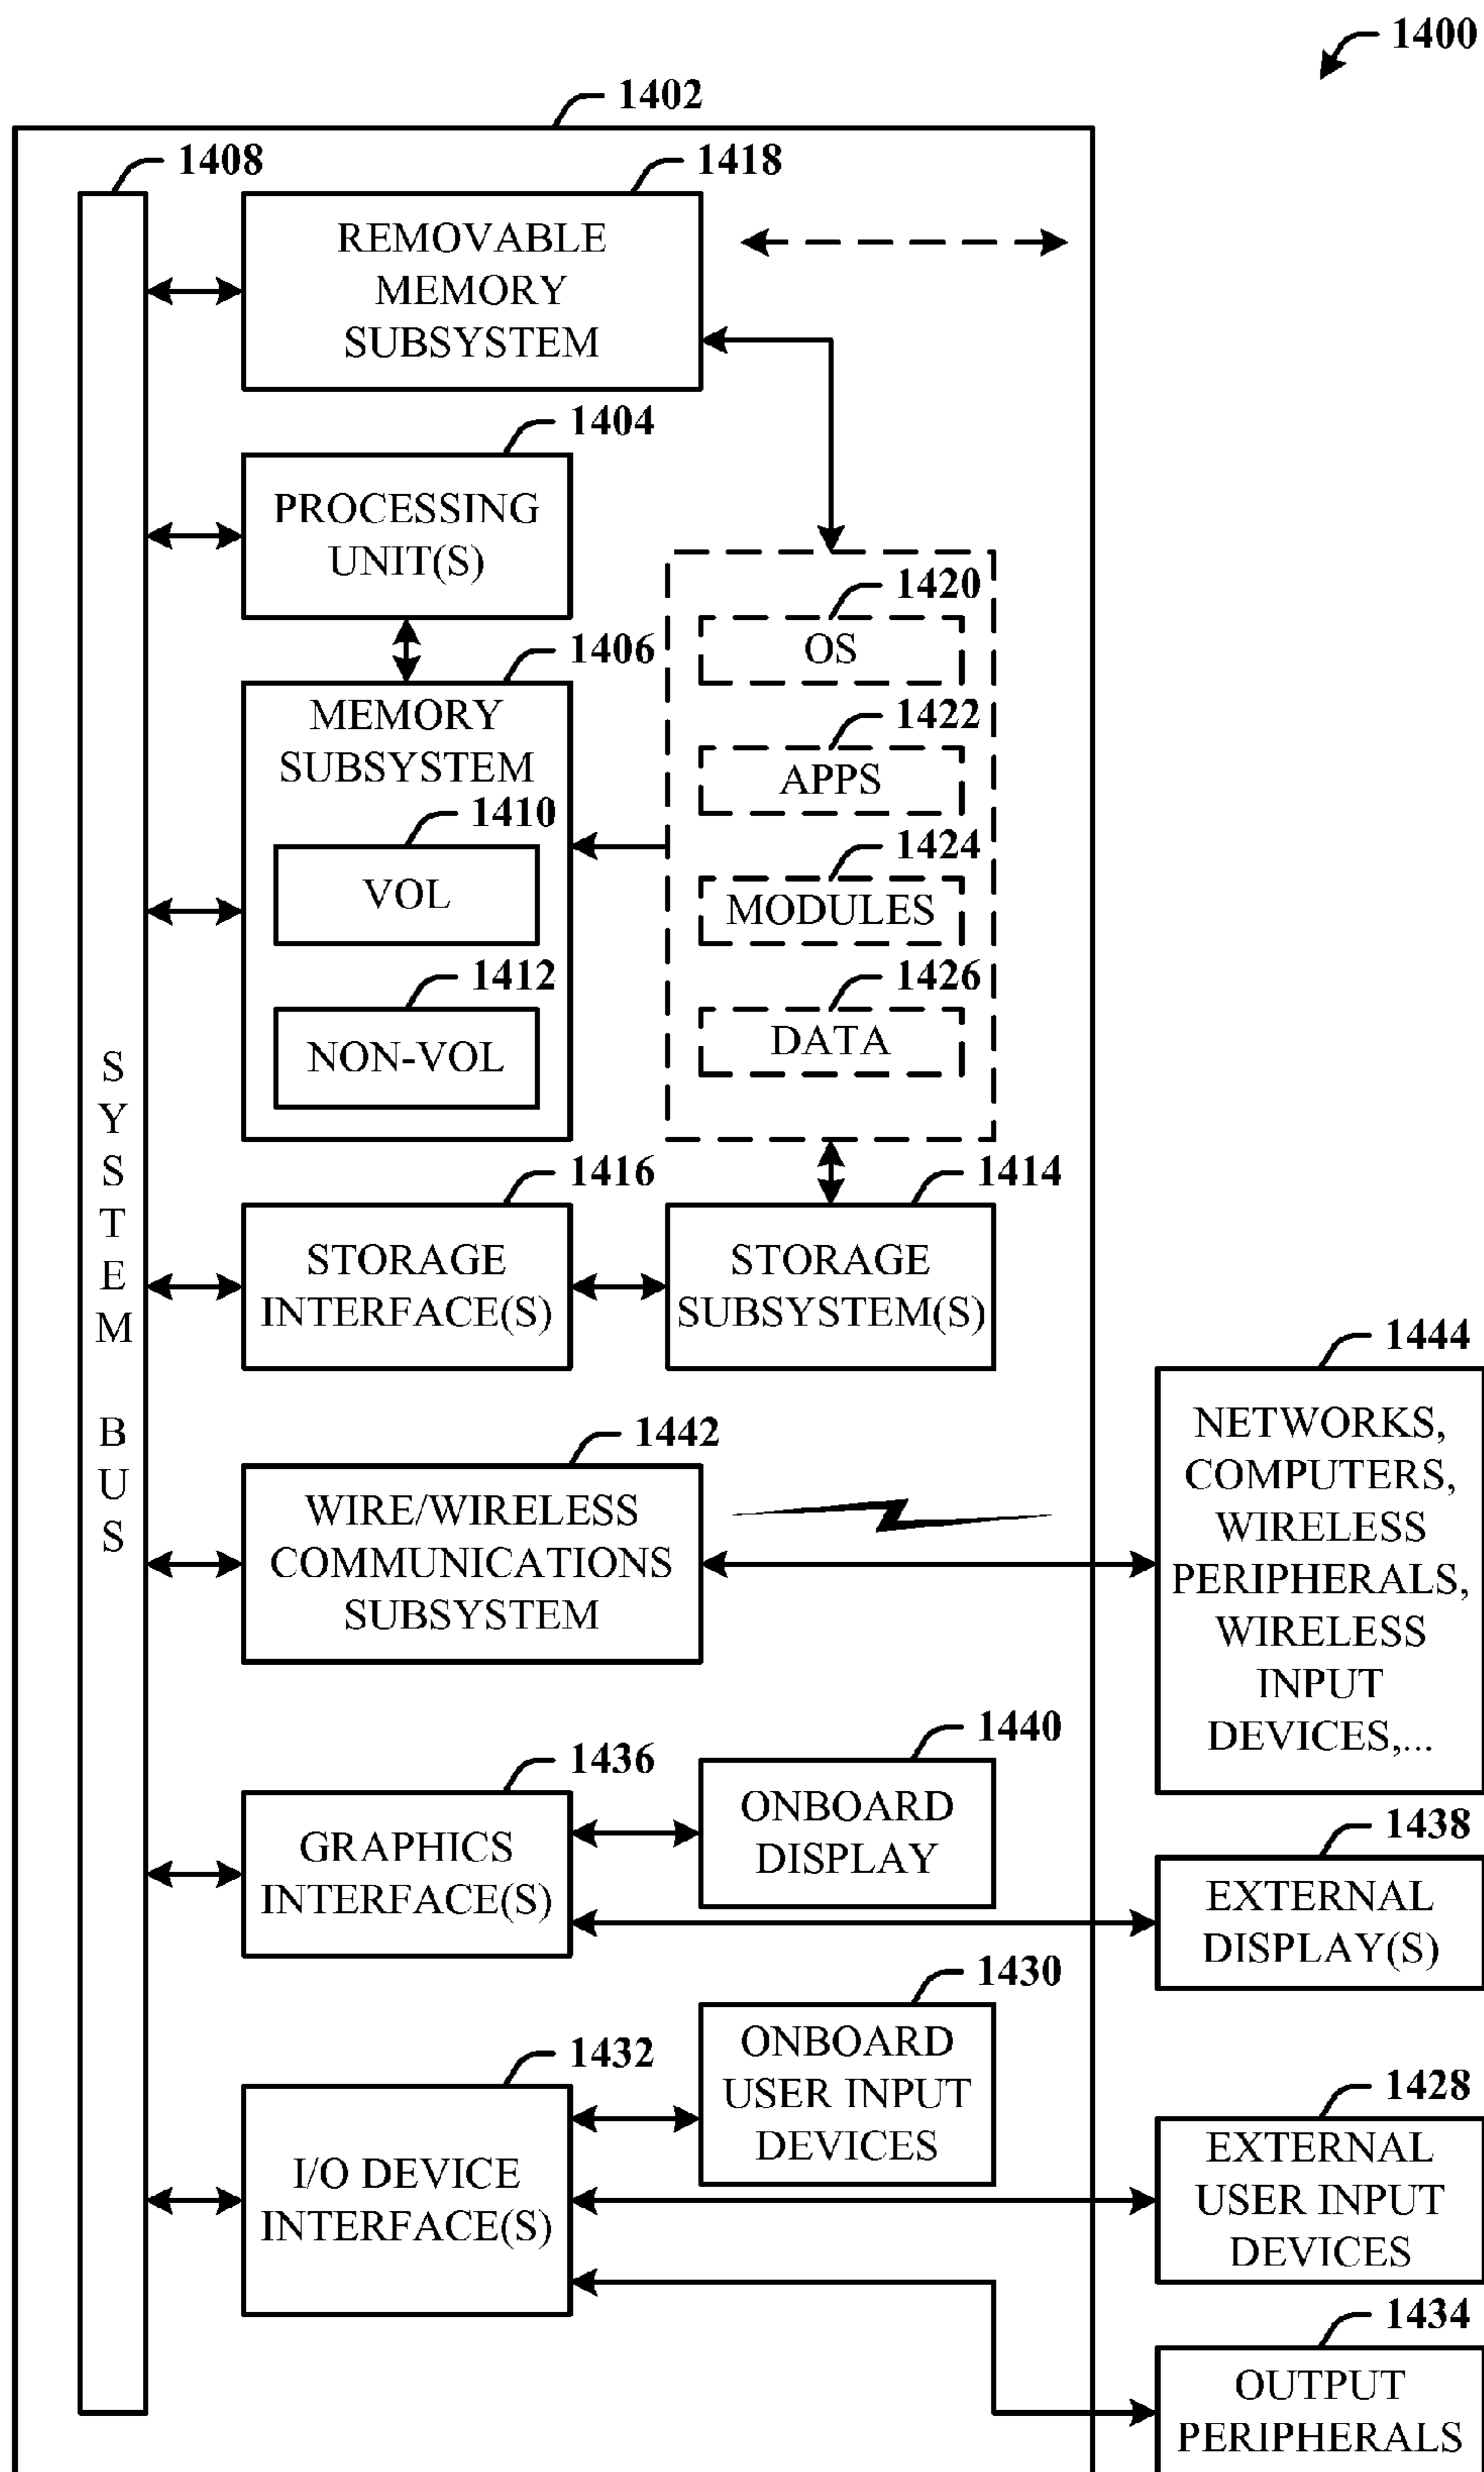 1400
1402
1408
1418
REMOVABLE
MEMORY
SUBSYSTEM
1404
PROCESSING
UNIT(S)
1420
OS
1406
MEMORY
SUBSYSTEM
1422
APPS
1410
VOL
1424
MODULES
1412
NON-VOL
1426
DATA
SYSTEM BUS
1416
STORAGE
INTERFACE(S)
1414
STORAGE
SUBSYSTEM(S)
1444
NETWORKS,
COMPUTERS,
WIRELESS
PERIPHERALS,
WIRELESS
INPUT
DEVICES,...
1442
WIRE/WIRELESS
COMMUNICATIONS
SUBSYSTEM
1440
ONBOARD
DISPLAY
1436
GRAPHICS
INTERFACE(S)
1438
EXTERNAL
DISPLAY(S)
1430
ONBOARD
USER INPUT
DEVICES
1432
I/O DEVICE
INTERFACE(S)
1428
EXTERNAL
USER INPUT
DEVICES
1434
OUTPUT
PERIPHERALS